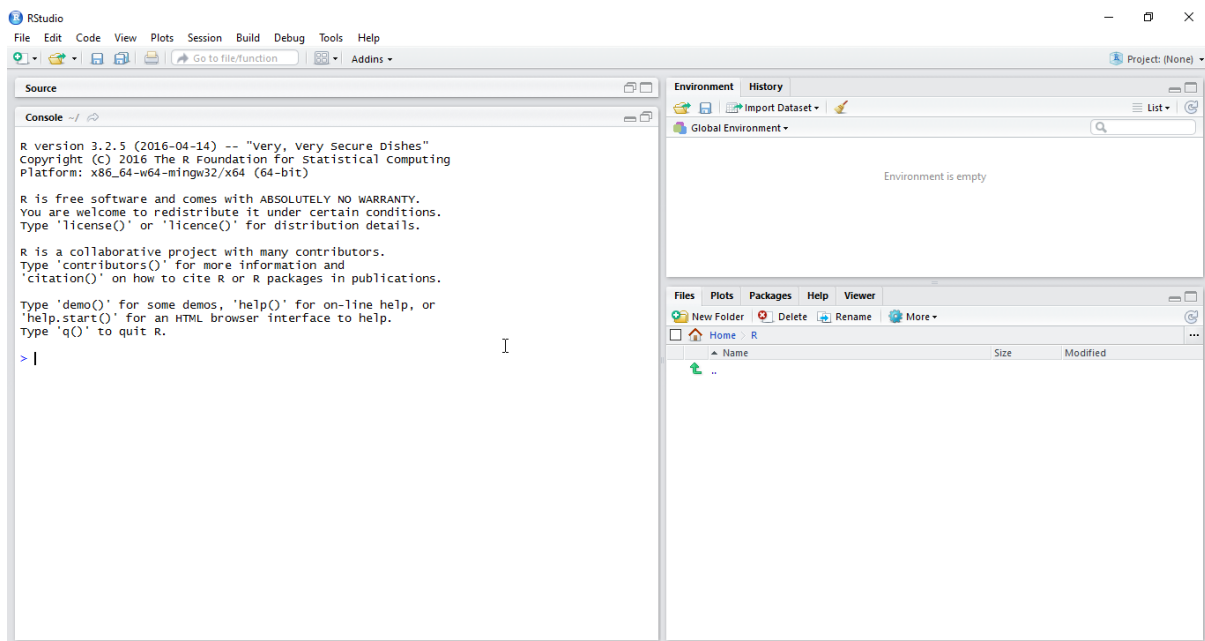 RStudio
File Edit Code View Plots Session Build Debug Tools Help
Go to file/function Addins Project: (None)
Source
Console ~/
R version 3.2.5 (2016-04-14) -- "Very, Very Secure Dishes"
Copyright (C) 2016 The R Foundation for Statistical Computing
Platform: x86_64-w64-mingw32/x64 (64-bit)
R is free software and comes with ABSOLUTELY NO WARRANTY.
You are welcome to redistribute it under certain conditions.
Type 'license()' or 'licence()' for distribution details.
R is a collaborative project with many contributors.
Type 'contributors()' for more information and
'citation()' on how to cite R or R packages in publications.
Type 'demo()' for some demos, 'help()' for on-line help, or
'help.start()' for an HTML browser interface to help.
Type 'q()' to quit R.
>
Environment History
Import Dataset List
Global Environment
Environment is empty
Files Plots Packages Help Viewer
New Folder Delete Rename More
Home R ...
Name Size Modified
..